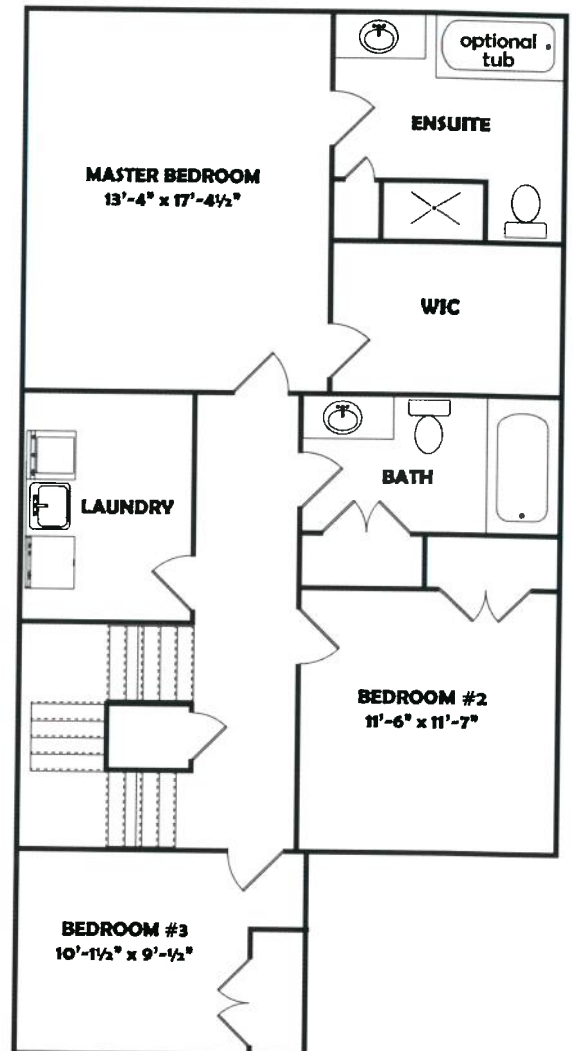 optional
tub
ENSUITE
MASTER BEDROOM
13'-4" x 17'-4½"
WIC
BATH
LAUNDRY
BEDROOM #2
11'-6" x 11'-7"
BEDROOM #3
10'-1½" x 9'-½"